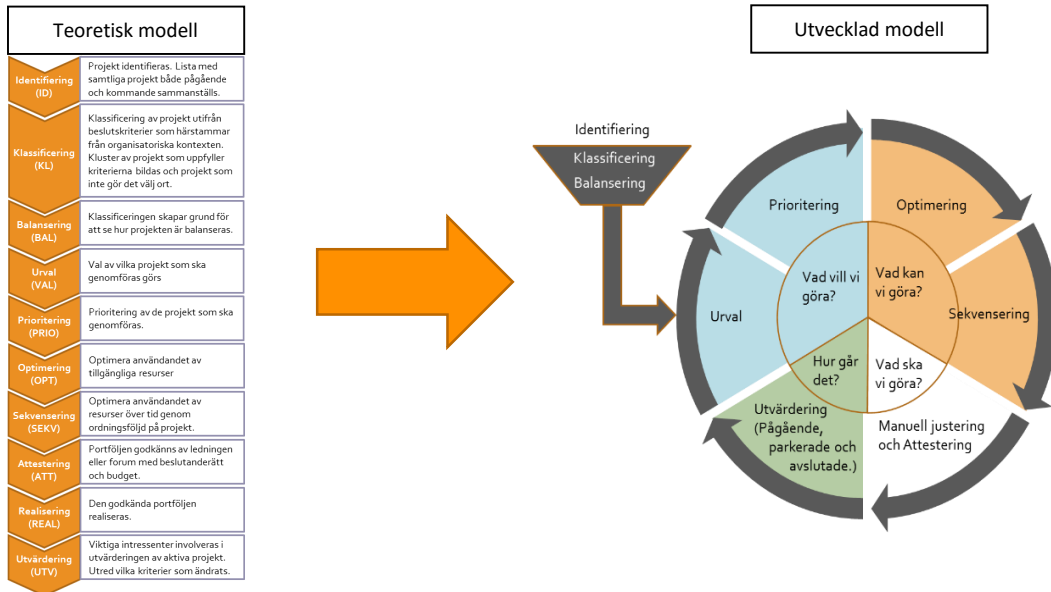 Teoretisk modell
Identifiering
(ID)
Projekt identifieras. Lista med
samtliga projekt både pågående
och kommande sammanställs.
Klassificering
(KL)
Klassificering av projekt utifrån
beslutskriterier som härstammar
från organisatoriska kontexten.
Kluster av projekt som uppfyller
kriterierna bildas och projekt som
inte gör det välj ort.
Balansering
(BAL)
Klassificeringen skapar grund för
att se hur projekten är balanseras.
Urval
(VAL)
Val av vilka projekt som ska
genomföras görs
Prioritering
(PRIO)
Prioritering av de projekt som ska
genomföras.
Optimering
(OPT)
Optimera användandet av
tillgängliga resurser
Sekvensering
(SEKV)
Optimera användandet av
resurser över tid genom
ordningsföljd på projekt.
Attestering
(ATT)
Portföljen godkänns av ledningen
eller forum med beslutanderätt
och budget.
Realisering
(REAL)
Den godkända portföljen
realiseras.
Utvärdering
(UTV)
Viktiga intressenter involveras i
utvärderingen av aktiva projekt.
Utred vilka kriterier som ändrats.
Utvecklad modell
Identifiering
Klassificering
Balansering
Prioritering
Optimering
Vad vill vi
göra?
Vad kan
vi göra?
Urval
Sekvensering
Hur går
det?
Vad ska
vi göra?
Utvärdering
(Pågående,
parkerade och
avslutade.)
Manuell justering
och Attestering